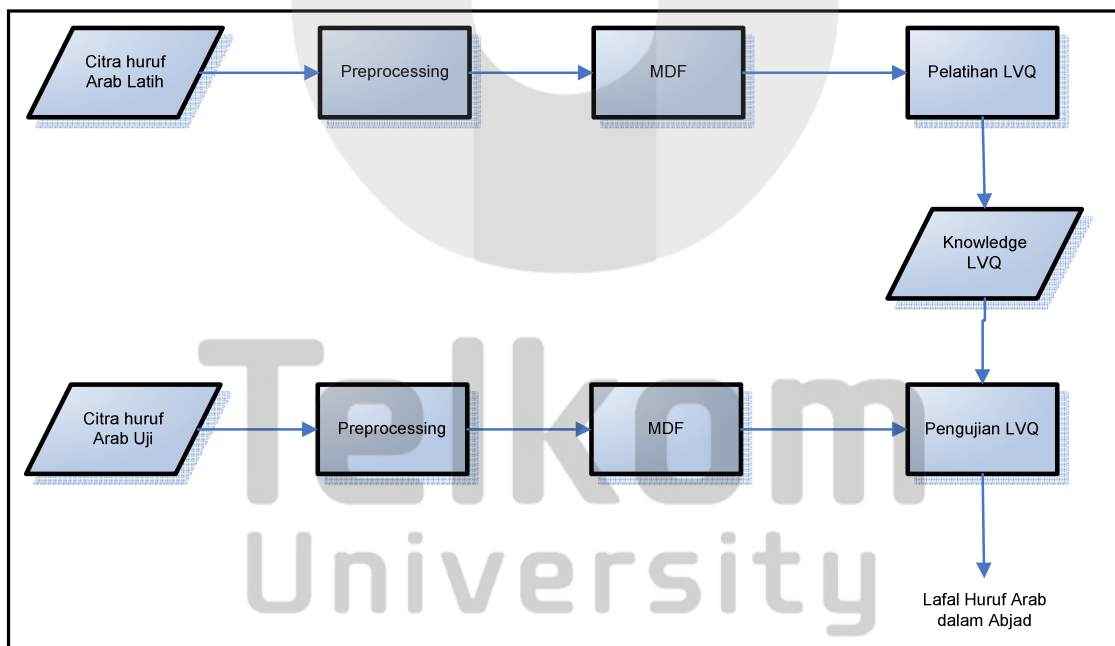 Citra huruf
Arab Latih
Preprocessing
MDF
Pelatihan LVQ
Knowledge
LVQ
Citra huruf
Arab Uji
Preprocessing
MDF
Pengujian LVQ
Lafal Huruf Arab
dalam Abjad
Telkom
University